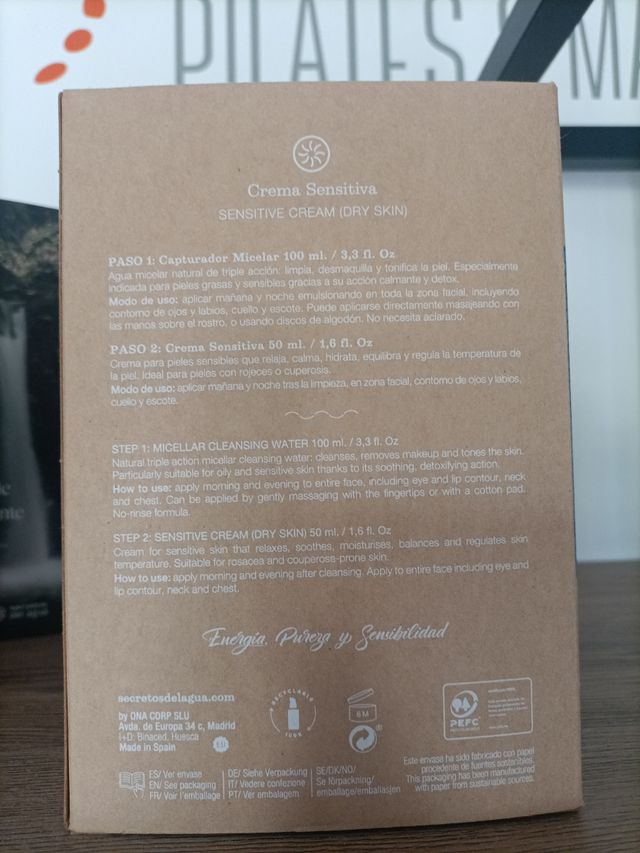 PILATES
MA
Crema Sensitiva
SENSITIVE CREAM (DRY SKIN)
PASO 1: Capturador Micelar 100 ml. / 3,3 fl. Oz
Agua micelar natural de triple acción: limpia, desmaquilla y tonifica la piel. Especialmente
indicada para pieles grasas y sensibles gracias a su acción calmante y detox.
Modo de uso: aplicar mañana y noche emulsionando en toda la zona facial, incluyendo
contorno de ojos y labios, cuello y escote. Puede aplicarse directamente masajeando con
las manos sobre el rostro, o usando discos de algodón. No necesita aclarado.
PASO 2: Crema Sensitiva 50 ml. / 1,6 fl. Oz
Crema para pieles sensibles que relaja, calma, hidrata, equilibra y regula la temperatura de
la piel. Ideal para pieles con rojeces o cuperosis.
Modo de uso: aplicar mañana y noche tras la limpieza, en zona facial, contorno de ojos y labios,
cuello y escote.
STEP 1: MICELLAR CLEANSING WATER 100 ml. / 3,3 fl. Oz
Natural triple action micellar cleansing water: cleanses, removes makeup and tones the skin.
Particularly suitable for oily and sensitive skin thanks to its soothing, detoxifying action.
How to use: apply morning and evening to entire face, including eye and lip contour, neck
and chest. Can be applied by gently massaging with the fingertips or with a cotton pad.
No-rinse formula.
STEP 2: SENSITIVE CREAM (DRY SKIN) 50 ml. / 1,6 fl. Oz
Cream for sensitive skin that relaxes, soothes, moisturises, balances and regulates skin
temperature. Suitable for rosacea and couperose-prone skin.
How to use: apply morning and evening after cleansing. Apply to entire face including eye and
lip contour, neck and chest.
Energía, Pureza y Sensibilidad
secretosdelagua.com
by ONA CORP SLU
Avda. de Europa 34 c, Madrid
I+D: Binaced, Huesca
Made in Spain
RECYCLABLE
100%
6M
PEFC
ES/ Ver envase
EN/ See packaging
FR/ Voir l'emballage
DE/ Siehe Verpackung
IT/ Vedere confezione
PT/ Ver embalagem
SE/DK/NO/
Se förpackning/
emballage/emballasjen
Este envase ha sido fabricado con papel
procedente de fuentes sostenibles.
This packaging has been manufactured
with paper from sustainable sources.